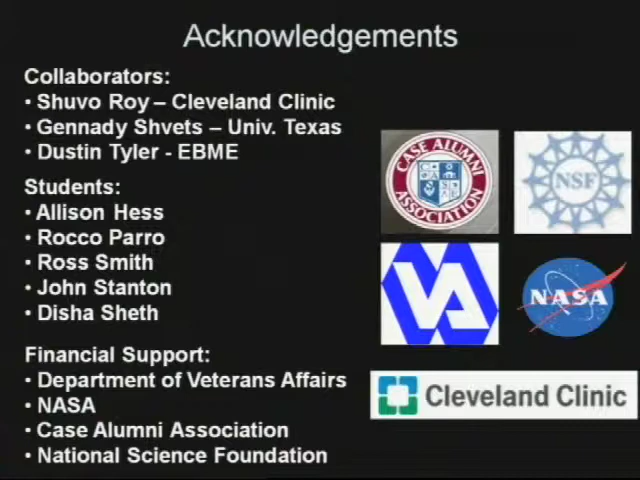 Acknowledgements
Collaborators:
• Shuvo Roy – Cleveland Clinic
• Gennady Shvets – Univ. Texas
• Dustin Tyler - EBME
Students:
• Allison Hess
• Rocco Parro
• Ross Smith
• John Stanton
• Disha Sheth
Financial Support:
• Department of Veterans Affairs
• NASA
• Case Alumni Association
• National Science Foundation
CASE ALUMNI
ASSOCIATION
NSF
VA
NASA
Cleveland Clinic